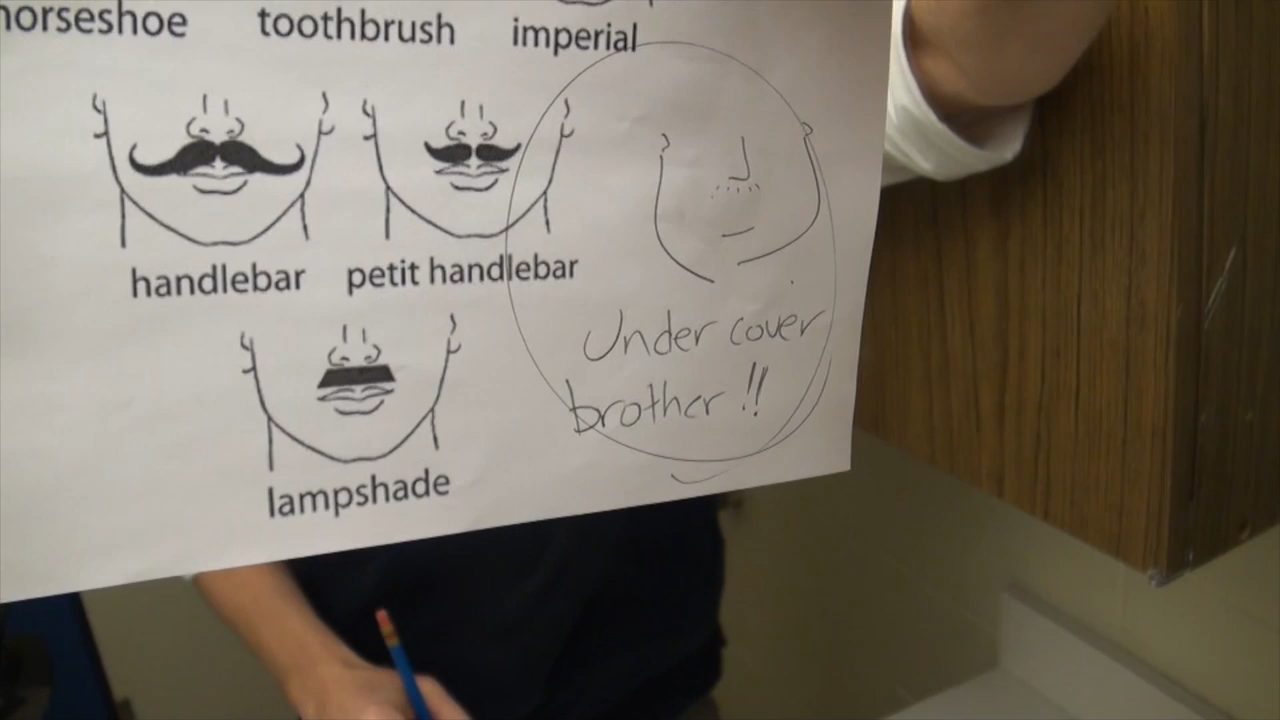 horseshoe toothbrush imperial
handlebar petit handlebar
Under cover
brother !!
lampshade